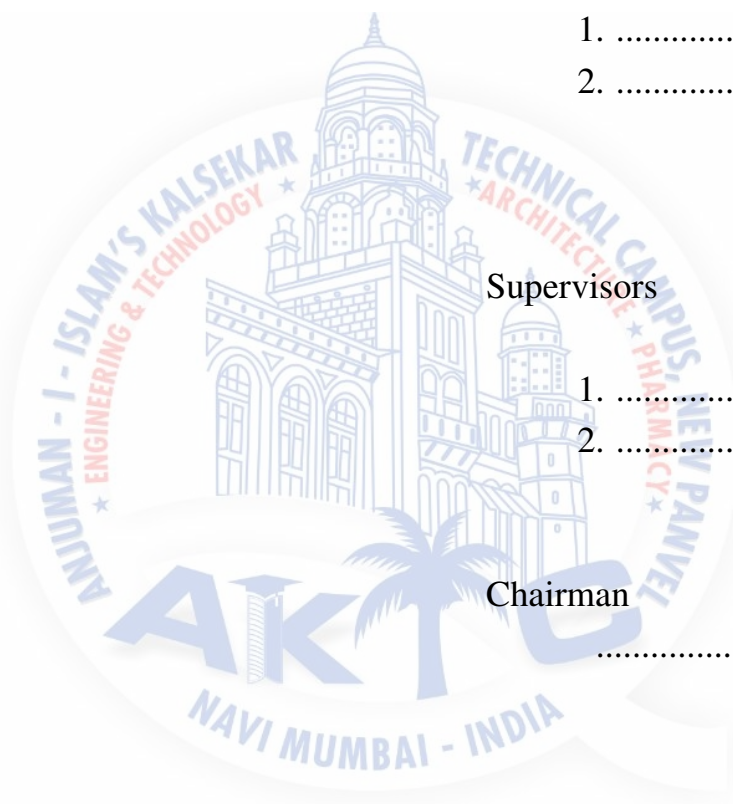 1. .............
2. .............
Supervisors
1. .............
2. .............
Chairman
...............
ANJUMAN - I - ISLAM'S KALSEKAR TECHNICAL CAMPUS, NEW PANVEL
★ ENGINEERING & TECHNOLOGY ★ ★ ARCHITECTURE ★ PHARMACY ★
AKTC
NAVI MUMBAI - INDIA